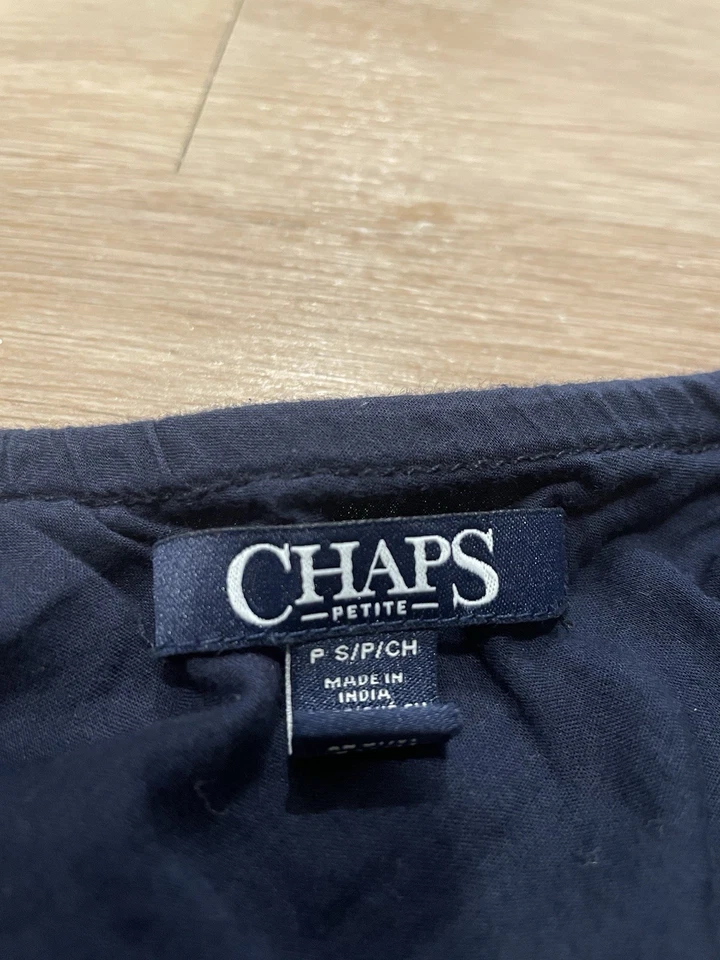 CHAPS
PETITE
P S/P/CH
MADE IN
INDIA